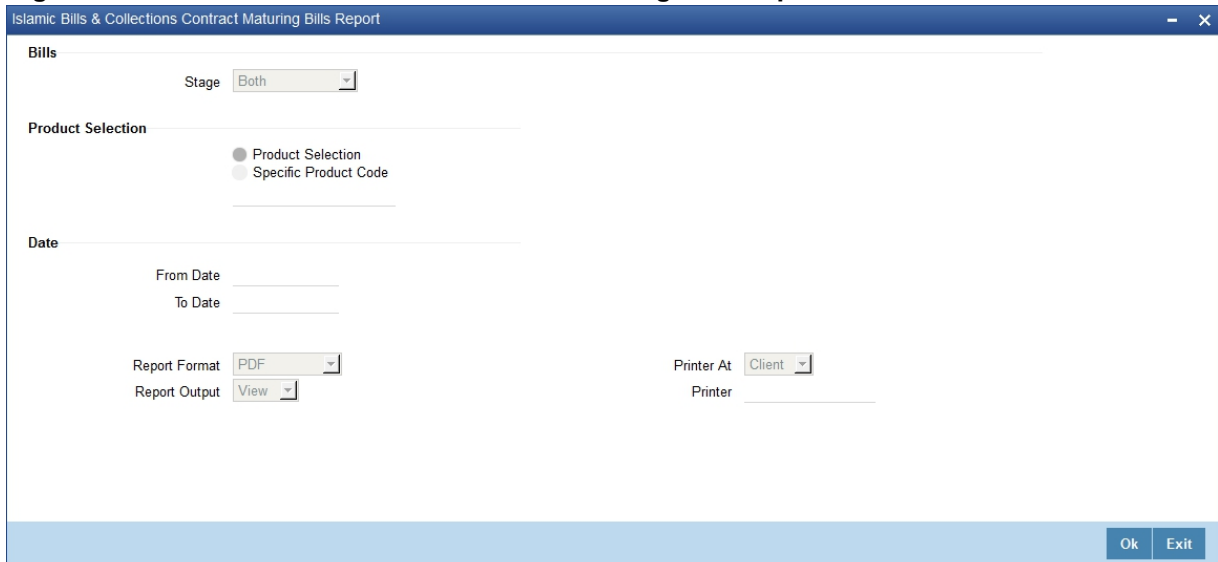 Islamic Bills & Collections Contract Maturing Bills Report
Bills
Stage Both
Product Selection
Product Selection
Specific Product Code
Date
From Date
To Date
Report Format PDF Printer At Client
Report Output View Printer
Ok Exit